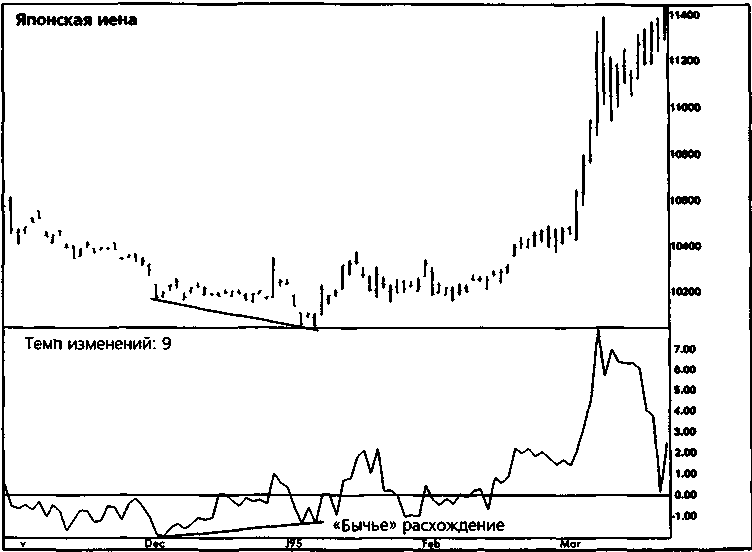 Японская иена
11400
11200
11000
10800
10600
10400
10200
Темп изменений: 9
7.00
6.00
5.00
4.00
3.00
2.00
1.00
0.00
-1.00
«Бычье» расхождение
v
Dec
J95
Feb
Mar